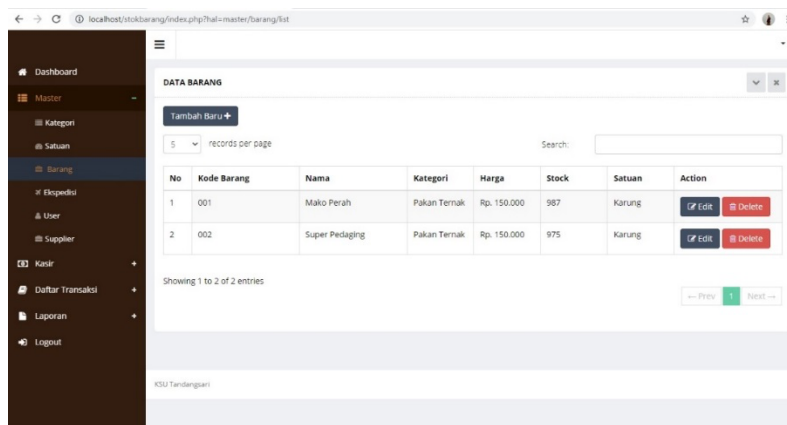 localhost/stokbarang/index.php?hal=master/barang/list
Dashboard
Master -
Kategori
Satuan
Barang
Ekspedisi
User
Supplier
Kasir +
Daftar Transaksi +
Laporan +
Logout
DATA BARANG
Tambah Baru +
5 records per page
Search:
No Kode Barang Nama Kategori Harga Stock Satuan Action
1 001 Mako Perah Pakan Ternak Rp. 150.000 987 Karung Edit Delete
2 002 Super Pedaging Pakan Ternak Rp. 150.000 975 Karung Edit Delete
Showing 1 to 2 of 2 entries
← Prev 1 Next →
KSU Tandangsari